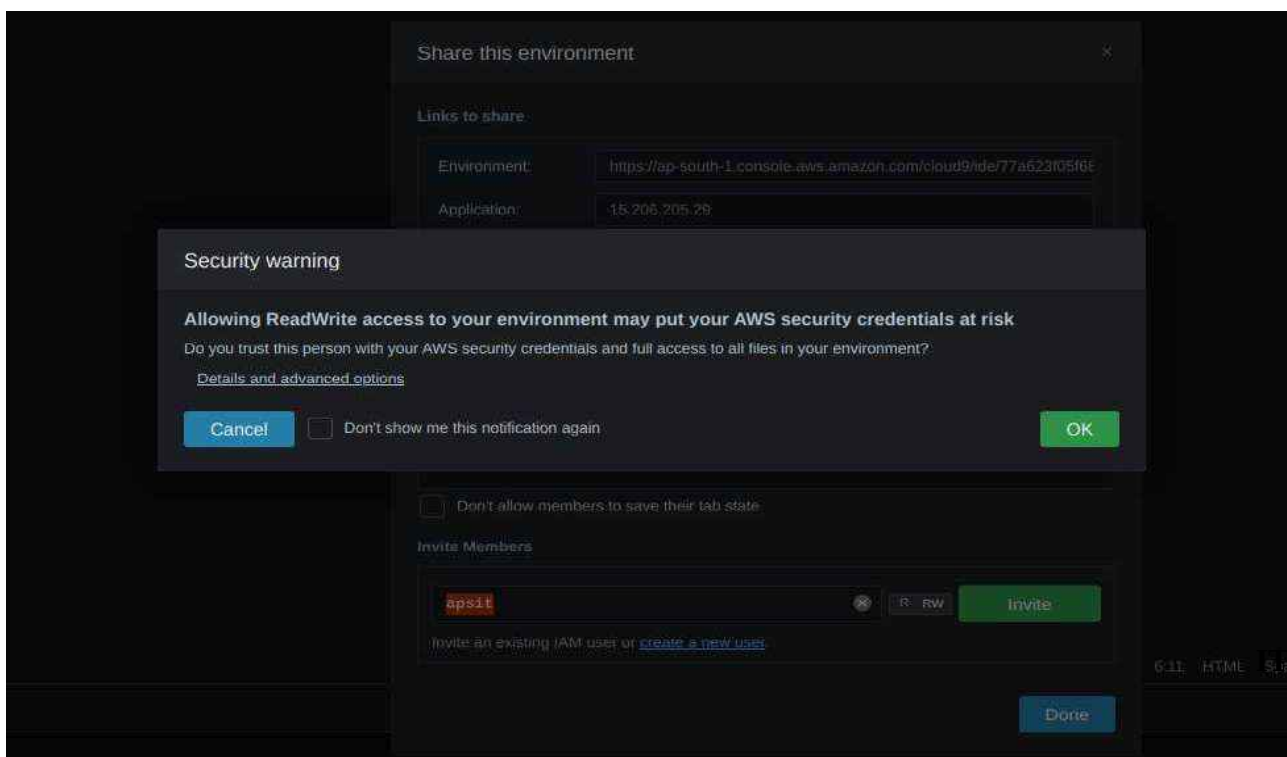 Share this environment
×
Links to share
Environment: https://ap-south-1.console.aws.amazon.com/cloud9/ide/77a623f05f6
Application: 15.206.205.29
Security warning
Allowing ReadWrite access to your environment may put your AWS security credentials at risk
Do you trust this person with your AWS security credentials and full access to all files in your environment?
Details and advanced options
Cancel Don't show me this notification again OK
Don't allow members to save their tab state
Invite Members
apsit R RW Invite
Invite an existing IAM user or create a new user.
6:11 HTML
Done